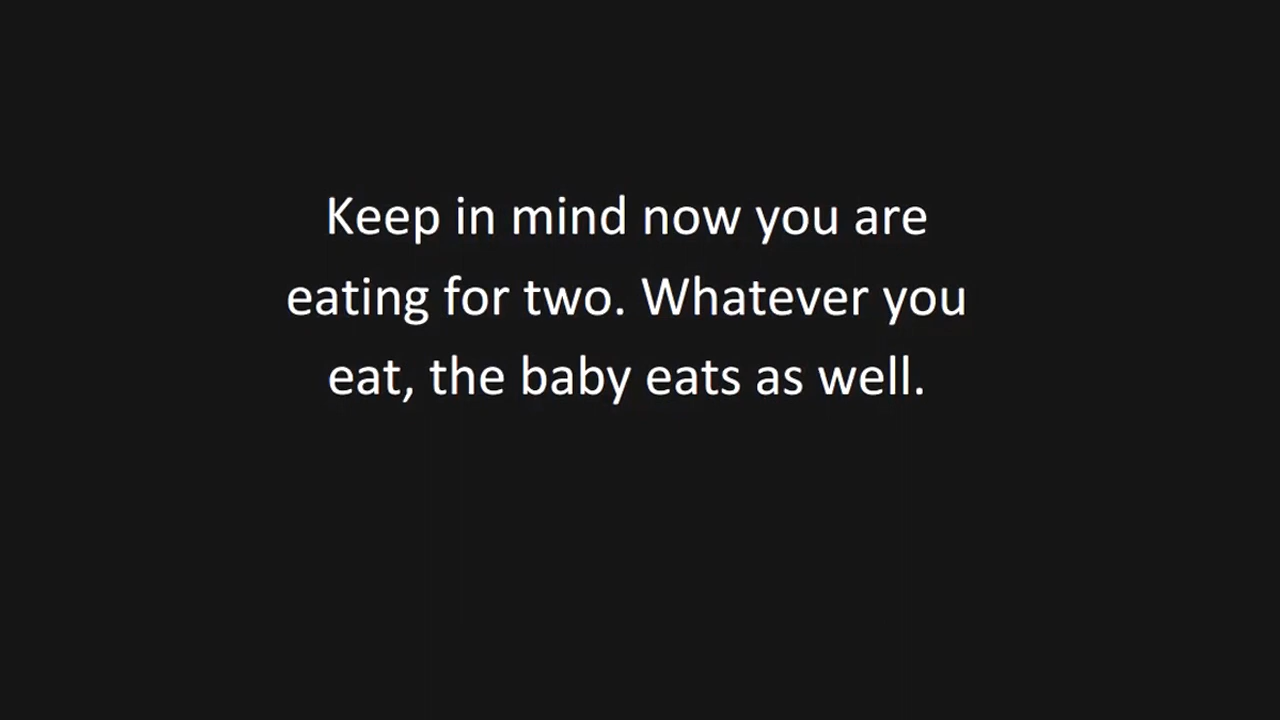 Keep in mind now you are
eating for two. Whatever you
eat, the baby eats as well.